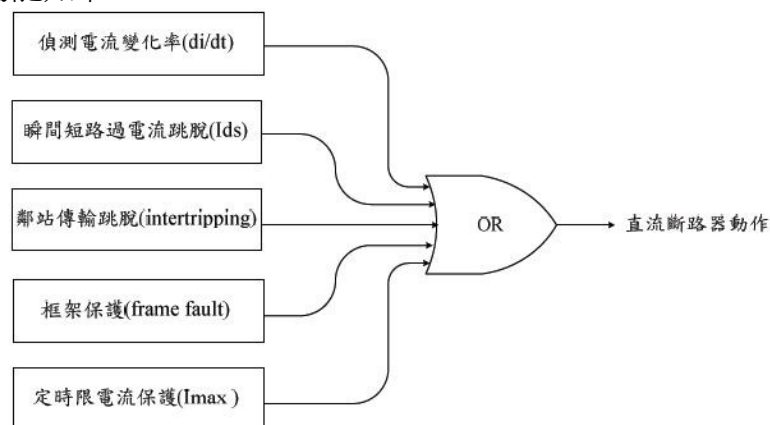 偵測電流變化率(di/dt)
瞬間短路過電流跳脫(Ids)
鄰站傳輸跳脫(intertripping)
框架保護(frame fault)
定時限電流保護(Imax )
OR
直流斷路器動作